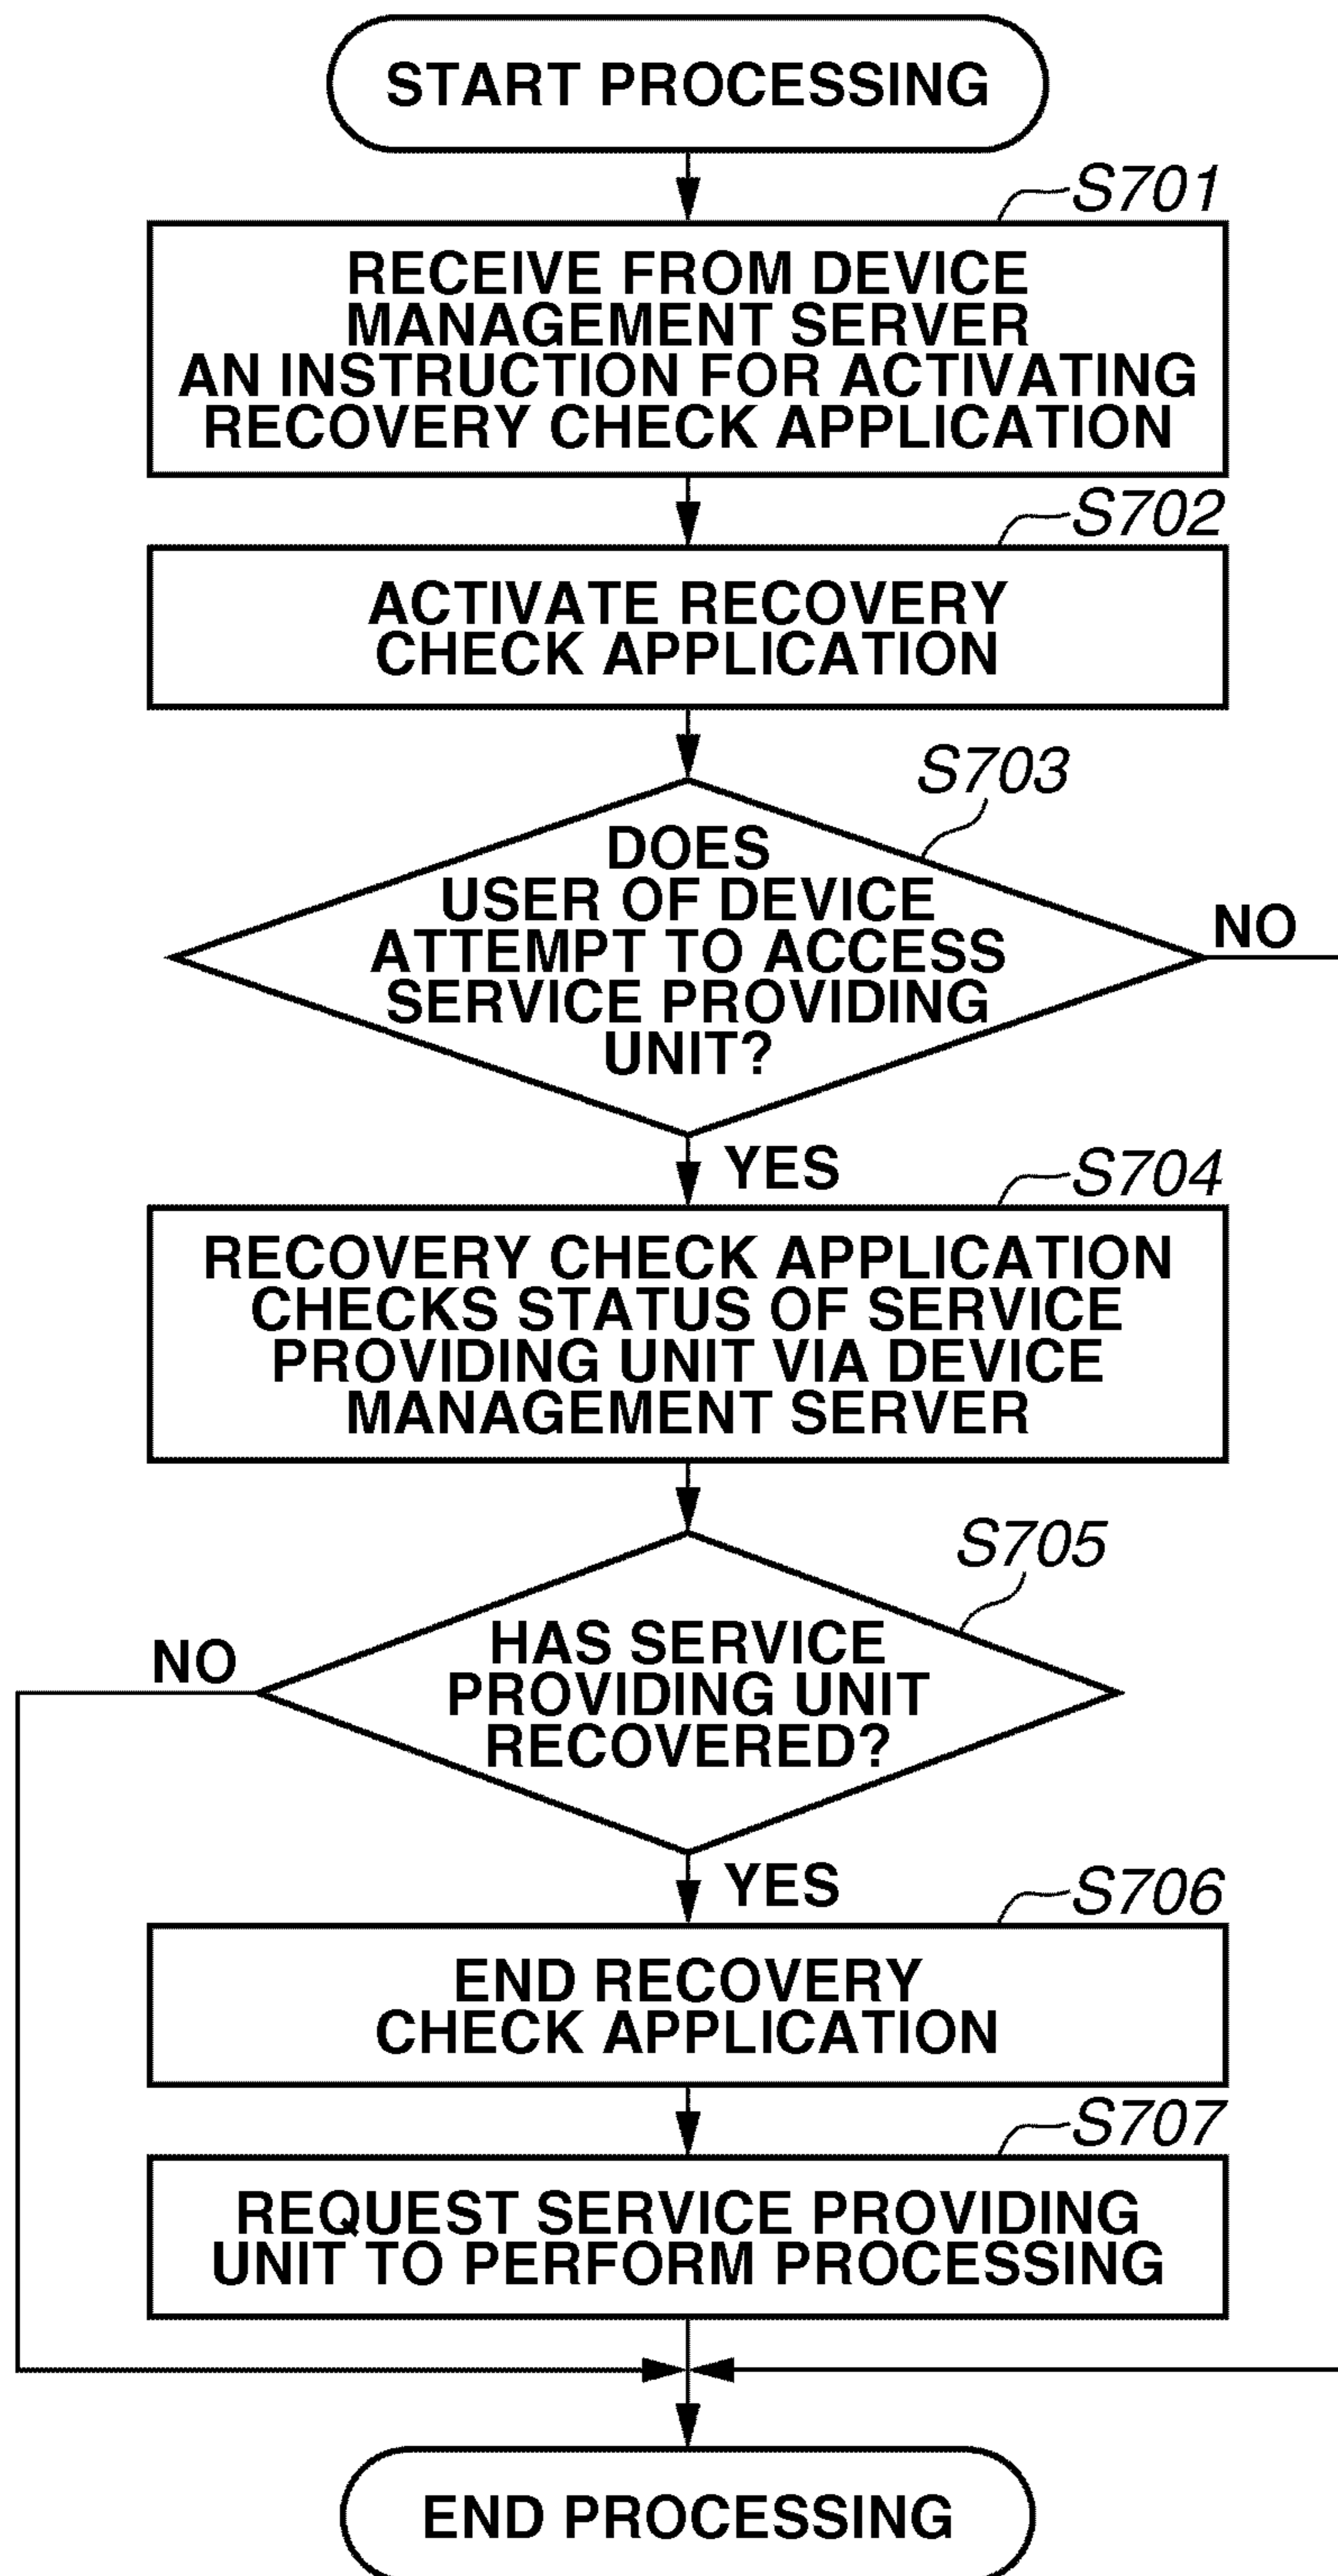 START PROCESSING
S701
RECEIVE FROM DEVICE
MANAGEMENT SERVER
AN INSTRUCTION FOR ACTIVATING
RECOVERY CHECK APPLICATION
S702
ACTIVATE RECOVERY
CHECK APPLICATION
S703
DOES
USER OF DEVICE
ATTEMPT TO ACCESS
SERVICE PROVIDING
UNIT?
NO
YES
S704
RECOVERY CHECK APPLICATION
CHECKS STATUS OF SERVICE
PROVIDING UNIT VIA DEVICE
MANAGEMENT SERVER
S705
HAS SERVICE
PROVIDING UNIT
RECOVERED?
NO
YES
S706
END RECOVERY
CHECK APPLICATION
S707
REQUEST SERVICE PROVIDING
UNIT TO PERFORM PROCESSING
END PROCESSING